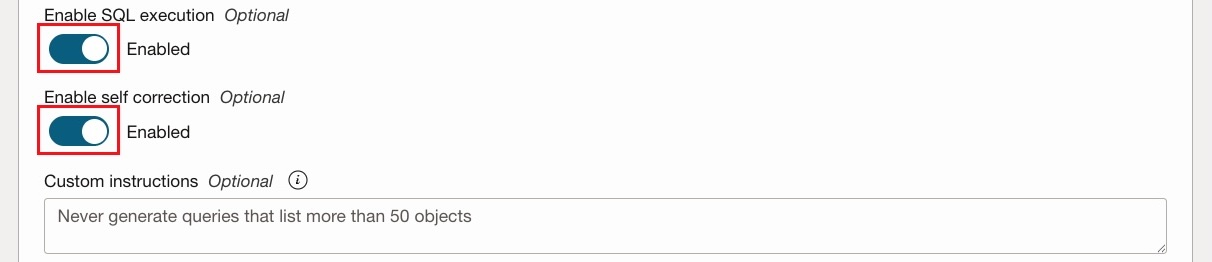 Enable SQL execution Optional
Enabled
Enable self correction Optional
Enabled
Custom instructions Optional i
Never generate queries that list more than 50 objects